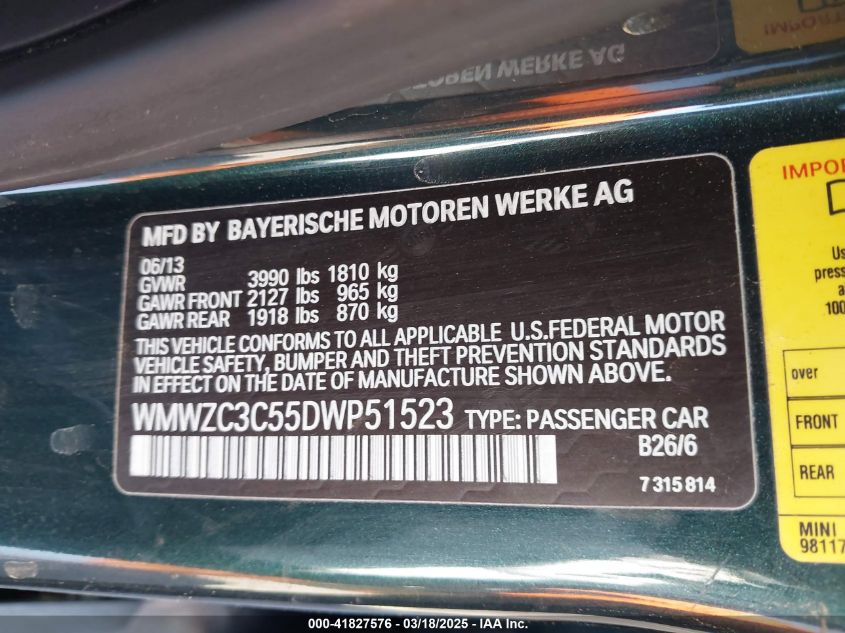 MFD BY BAYERISCHE MOTOREN WERKE AG
06/13
GVWR 3990 lbs 1810 kg
GAWR FRONT 2127 lbs 965 kg
GAWR REAR 1918 lbs 870 kg
THIS VEHICLE CONFORMS TO ALL APPLICABLE U.S.FEDERAL MOTOR
VEHICLE SAFETY, BUMPER AND THEFT PREVENTION STANDARDS
IN EFFECT ON THE DATE OF MANUFACTURE SHOWN ABOVE.
WMWZC3C55DWP51523 TYPE: PASSENGER CAR
B26/6
7 315 814
over
FRONT
REAR
MINI
98117
000-41827576 - 03/18/2025 - IAA Inc.